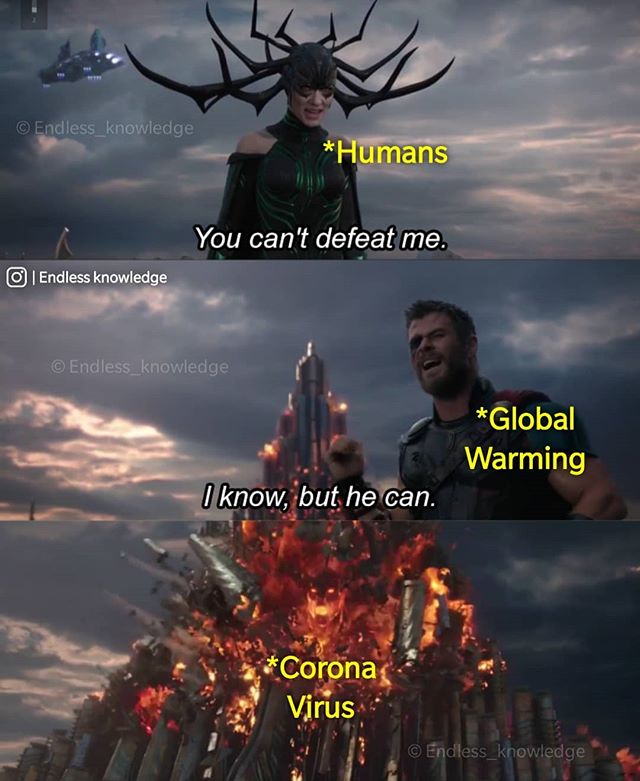 © Endless_knowledge
*Humans
You can't defeat me.
| Endless knowledge
© Endless_knowledge
*Global
Warming
I know, but he can.
*Corona
Virus
© Endless_knowledge